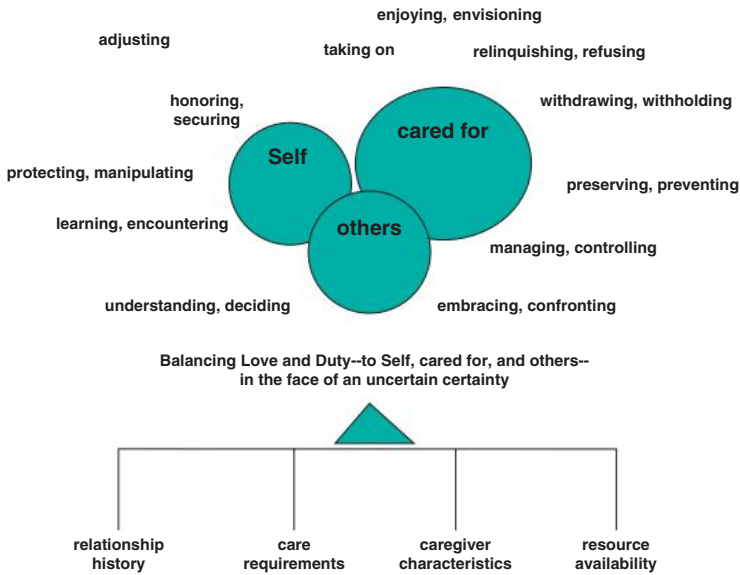 enjoying, envisioning
adjusting
taking on
relinquishing, refusing
honoring,
securing
withdrawing, withholding
cared for
Self
protecting, manipulating
preserving, preventing
learning, encountering
others
managing, controlling
understanding, deciding
embracing, confronting
Balancing Love and Duty--to Self, cared for, and others--
in the face of an uncertain certainty
relationship
history
care
requirements
caregiver
characteristics
resource
availability